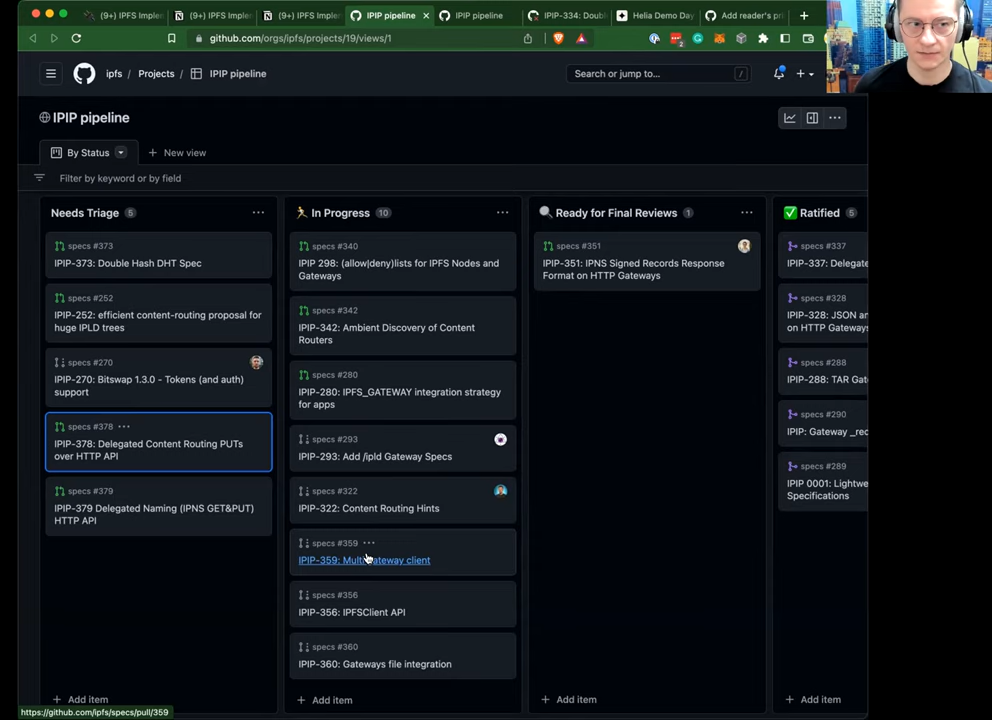 (9+) IPFS Implem
(9+) IPFS Implem
(9+) IPFS Implem
IPIP pipeline
IPIP pipeline
IPIP-334: Doubl
Helia Demo Day
Add reader's pri
github.com/orgs/ipfs/projects/19/views/1
ipfs / Projects / IPIP pipeline
Search or jump to...
/
IPIP pipeline
By Status
New view
Filter by keyword or by field
Needs Triage 5
specs #373
IPIP-373: Double Hash DHT Spec
specs #252
IPIP-252: efficient content-routing proposal for
huge IPLD trees
specs #270
IPIP-270: Bitswap 1.3.0 - Tokens (and auth)
support
specs #378
IPIP-378: Delegated Content Routing PUTs
over HTTP API
specs #379
IPIP-379 Delegated Naming (IPNS GET&PUT)
HTTP API
Add item
In Progress 10
specs #340
IPIP 298: (allow|deny)lists for IPFS Nodes and
Gateways
specs #342
IPIP-342: Ambient Discovery of Content
Routers
specs #280
IPIP-280: IPFS_GATEWAY integration strategy
for apps
specs #293
IPIP-293: Add /ipld Gateway Specs
specs #322
IPIP-322: Content Routing Hints
specs #359
IPIP-359: Multi ateway client
specs #356
IPIP-356: IPFSClient API
specs #360
IPIP-360: Gateways file integration
Add item
Ready for Final Reviews 1
specs #351
IPIP-351: IPNS Signed Records Response
Format on HTTP Gateways
Add item
Ratified 5
specs #337
IPIP-337: Delegate
specs #328
IPIP-328: JSON an
on HTTP Gateways
specs #288
IPIP-288: TAR Gat
specs #290
IPIP: Gateway _rec
specs #289
IPIP 0001: Lightwe
Specifications
Add item
https://github.com/ipfs/specs/pull/359